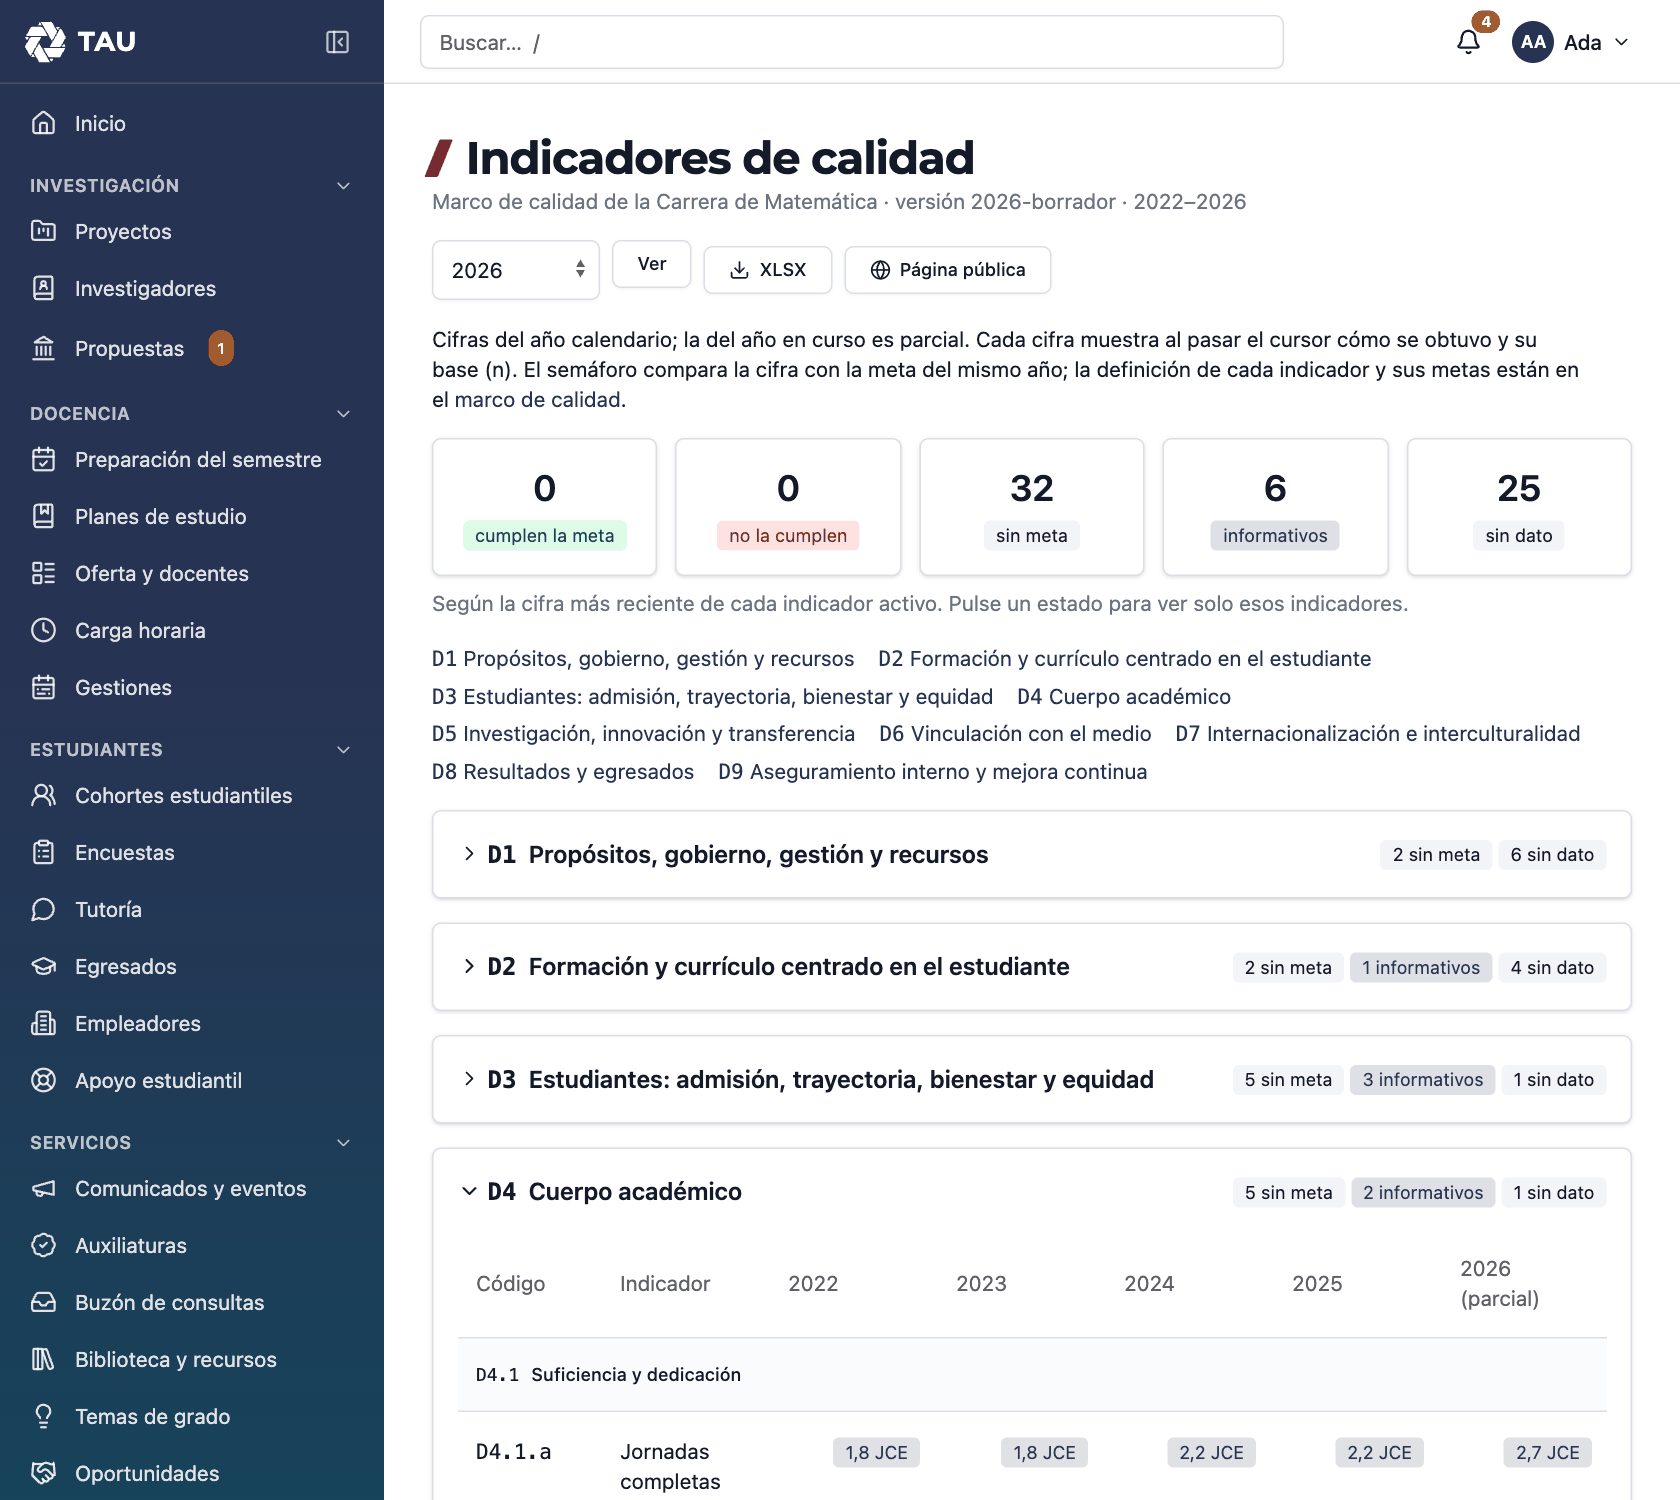 TAU
Buscar... /
4
AA
Ada
Inicio
INVESTIGACIÓN
Proyectos
Investigadores
Propuestas
1
DOCENCIA
Preparación del semestre
Planes de estudio
Oferta y docentes
Carga horaria
Gestiones
ESTUDIANTES
Cohortes estudiantiles
Encuestas
Tutoría
Egresados
Empleadores
Apoyo estudiantil
SERVICIOS
Comunicados y eventos
Auxiliaturas
Buzón de consultas
Biblioteca y recursos
Temas de grado
Oportunidades
Indicadores de calidad
Marco de calidad de la Carrera de Matemática · versión 2026-borrador · 2022–2026
2026
Ver
XLSX
Página pública
Cifras del año calendario; la del año en curso es parcial. Cada cifra muestra al pasar el cursor cómo se obtuvo y su
base (n). El semáforo compara la cifra con la meta del mismo año; la definición de cada indicador y sus metas están en
el marco de calidad.
0
cumplen la meta
0
no la cumplen
32
sin meta
6
informativos
25
sin dato
Según la cifra más reciente de cada indicador activo. Pulse un estado para ver solo esos indicadores.
D1 Propósitos, gobierno, gestión y recursos D2 Formación y currículo centrado en el estudiante
D3 Estudiantes: admisión, trayectoria, bienestar y equidad D4 Cuerpo académico
D5 Investigación, innovación y transferencia D6 Vinculación con el medio D7 Internacionalización e interculturalidad
D8 Resultados y egresados D9 Aseguramiento interno y mejora continua
D1 Propósitos, gobierno, gestión y recursos 2 sin meta 6 sin dato
D2 Formación y currículo centrado en el estudiante 2 sin meta 1 informativos 4 sin dato
D3 Estudiantes: admisión, trayectoria, bienestar y equidad 5 sin meta 3 informativos 1 sin dato
D4 Cuerpo académico 5 sin meta 2 informativos 1 sin dato
Código Indicador 2022 2023 2024 2025 2026
(parcial)
D4.1 Suficiencia y dedicación
D4.1.a Jornadas 1,8 JCE 1,8 JCE 2,2 JCE 2,2 JCE 2,7 JCE
completas